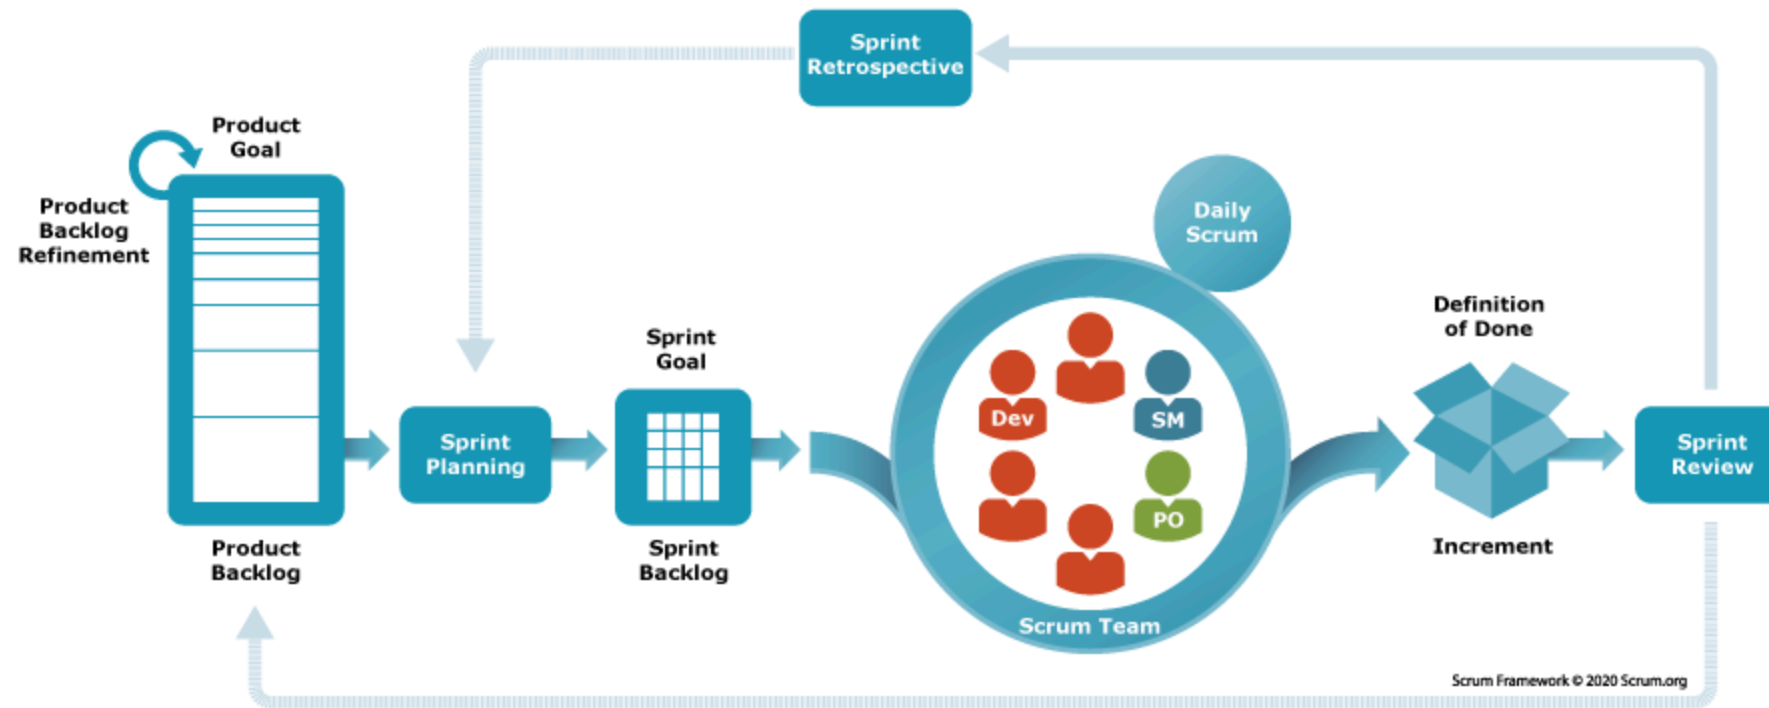 Sprint
Retrospective
Product
Goal
Product
Backlog
Refinement
Daily
Scrum
Sprint
Goal
Definition
of Done
Dev
SM
Sprint
Planning
Sprint
Review
PO
Product
Backlog
Sprint
Backlog
Increment
Scrum Team
Scrum Framework © 2020 Scrum.org